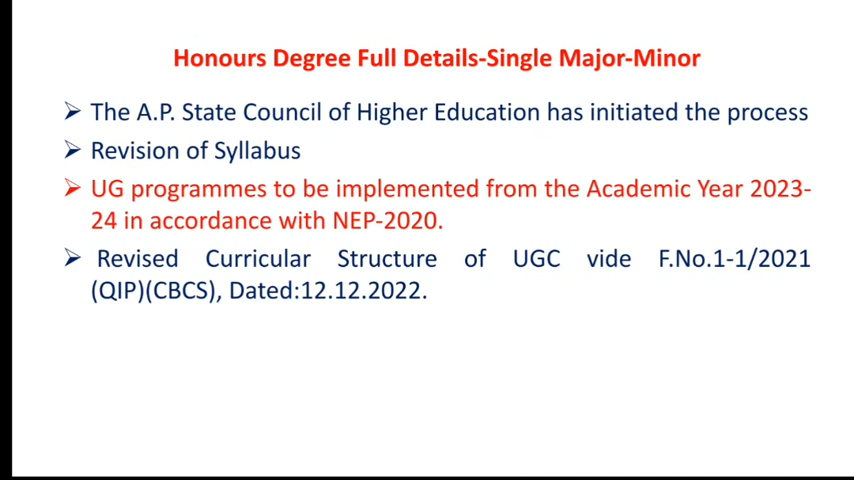 Honours Degree Full Details-Single Major-Minor
➢ The A.P. State Council of Higher Education has initiated the process
➢ Revision of Syllabus
➢ UG programmes to be implemented from the Academic Year 2023-
24 in accordance with NEP-2020.
➢ Revised Curricular Structure of UGC vide F.No.1-1/2021
(QIP)(CBCS), Dated:12.12.2022.